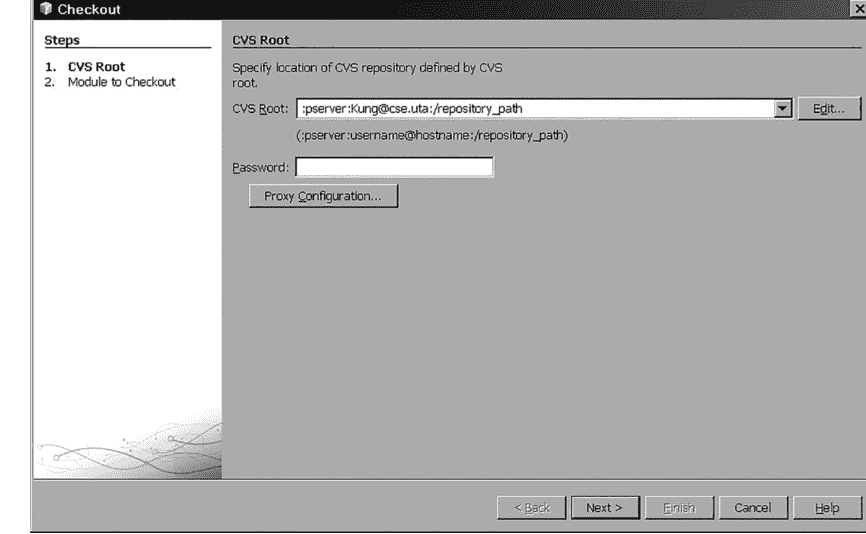 Checkout
Steps
1. CVS Root
2. Module to Checkout
CVS Root
Specify location of CVS repository defined by CVS
root.
CVS Root: :pserver:Kung@cse.uta:/repository_path Edit...
(:pserver:username@hostname:/repository_path)
Password:
Proxy Configuration...
< Back Next > Finish Cancel Help